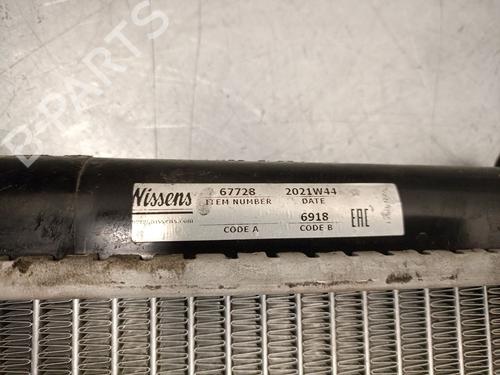 B-PARTS
Nissens 67728 2021W44
ITEM NUMBER DATE
6918
CODE A CODE B
EAC